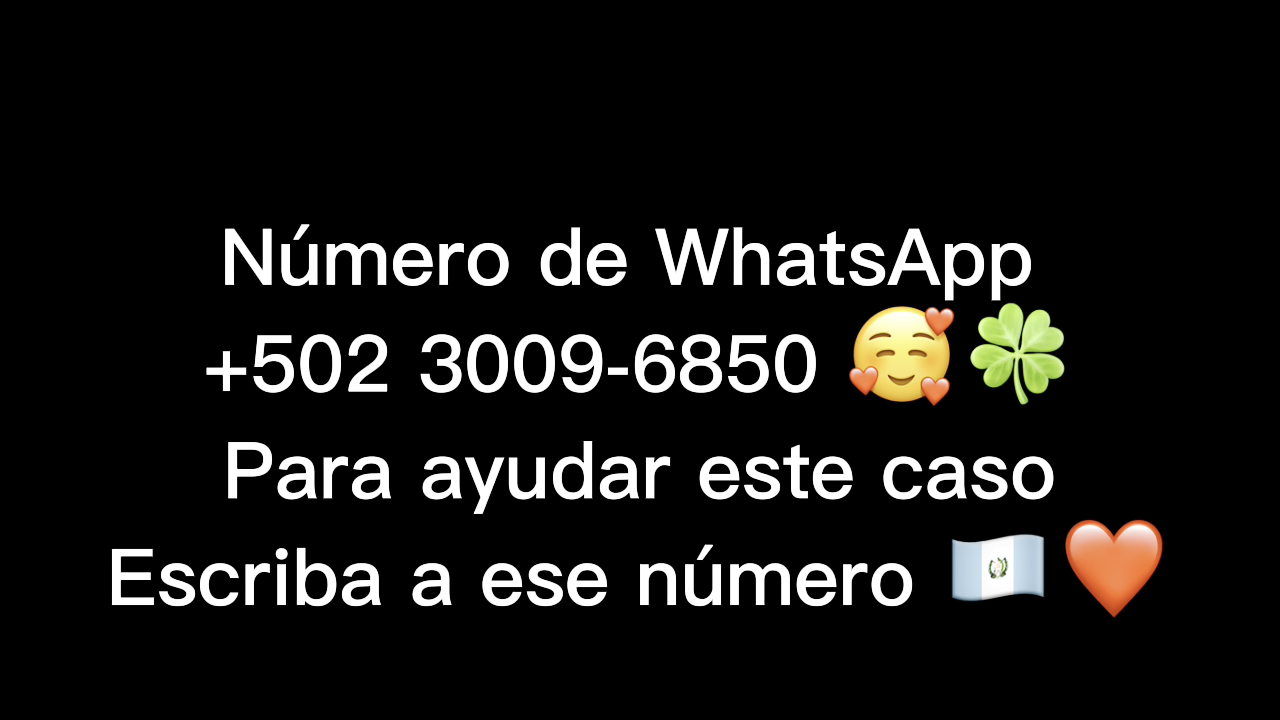 Número de WhatsApp
+502 3009-6850 🥰🍀
Para ayudar este caso
Escriba a ese número 🇬🇹❤️